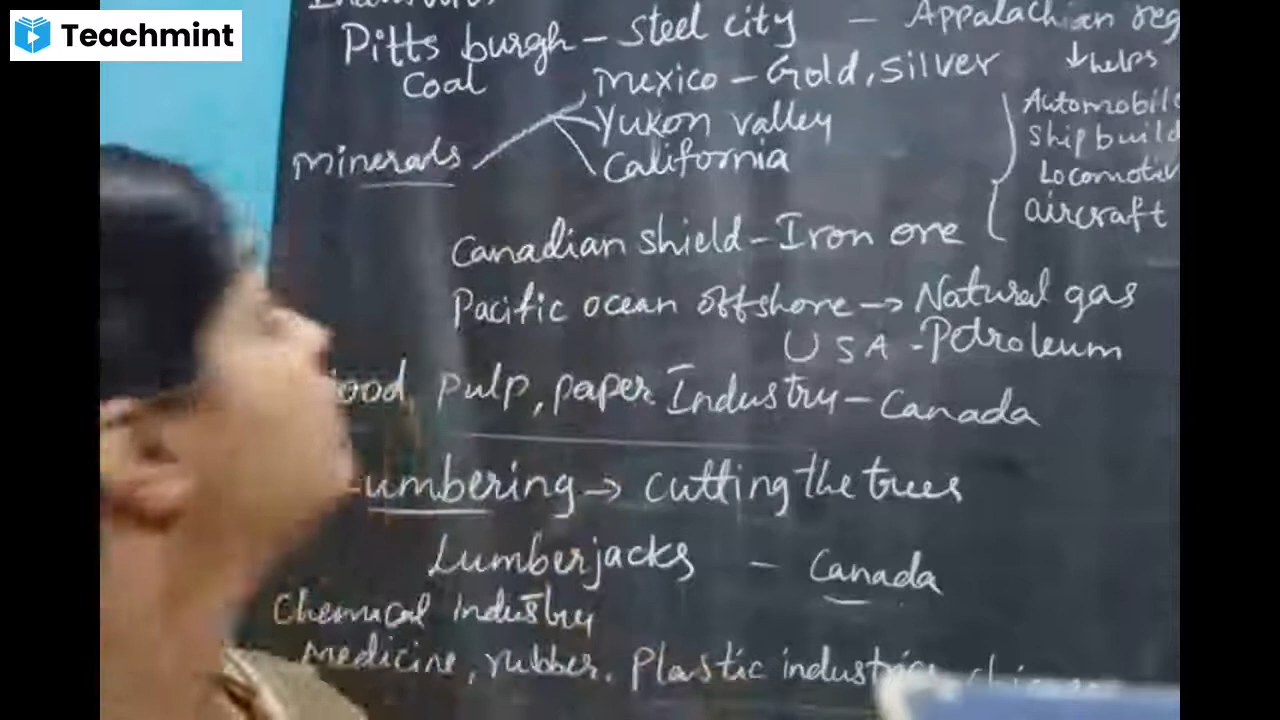 Teachmint
Pitts burgh - Steel city - Appalachian reg
Coal
helps
Mexico - Gold, Silver
Yukon valley
California
Minerals
Automobile
Ship build
Locomotiv
aircraft
Canadian shield - Iron ore
Pacific ocean offshore → Natural gas
USA - Petroleum
ood pulp, paper Industry - Canada
Lumbering → Cutting the trees
Lumberjacks - Canada
Chemical industry
Medicine, rubber. Plastic industries